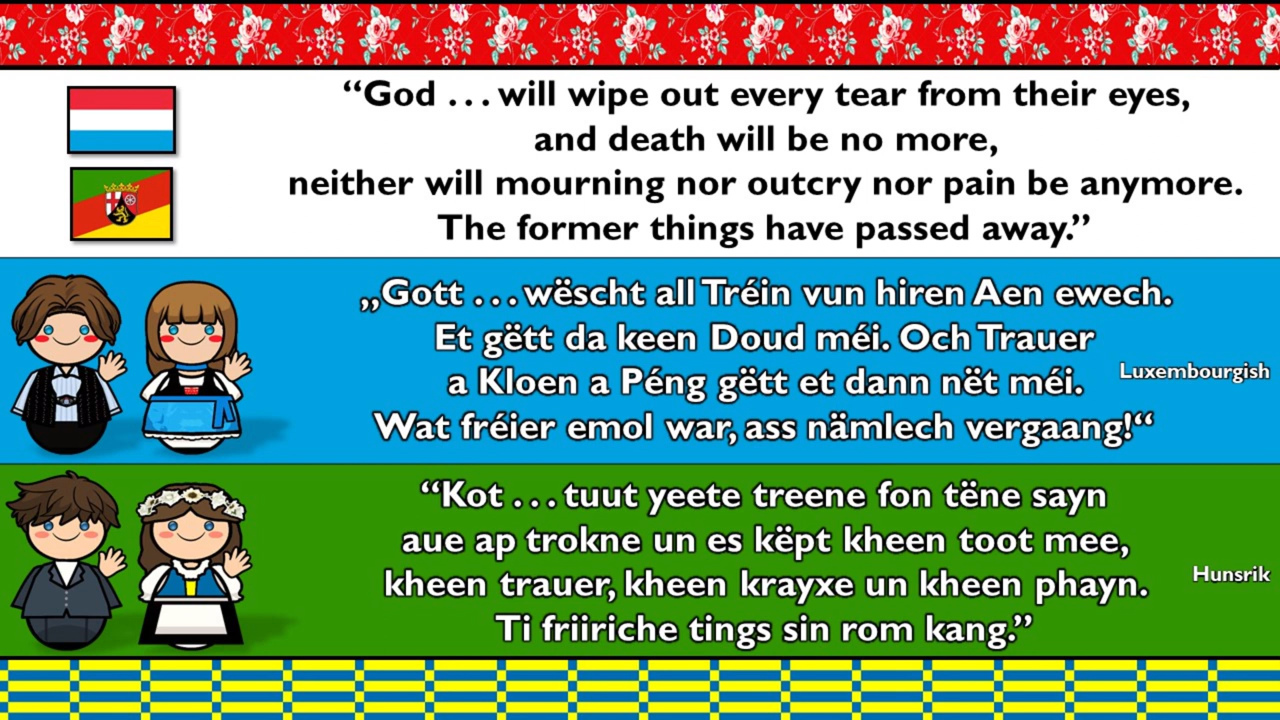 “God ... will wipe out every tear from their eyes,
and death will be no more,
neither will mourning nor outcry nor pain be anymore.
The former things have passed away.”
„Gott ... wëscht all Tréin vun hiren Aen ewech.
Et gëtt da keen Doud méi. Och Trauer
a Kloen a Péng gëtt et dann nët méi.
Wat fréier emol war, ass nämlech vergaang!“
Luxembourgish
“Kot ... tuut yeete treene fon tëne sayn
aue ap trokne un es këpt kheen toot mee,
kheen trauer, kheen krayxe un kheen phayn.
Ti friiriche tings sin rom kang.”
Hunsrik